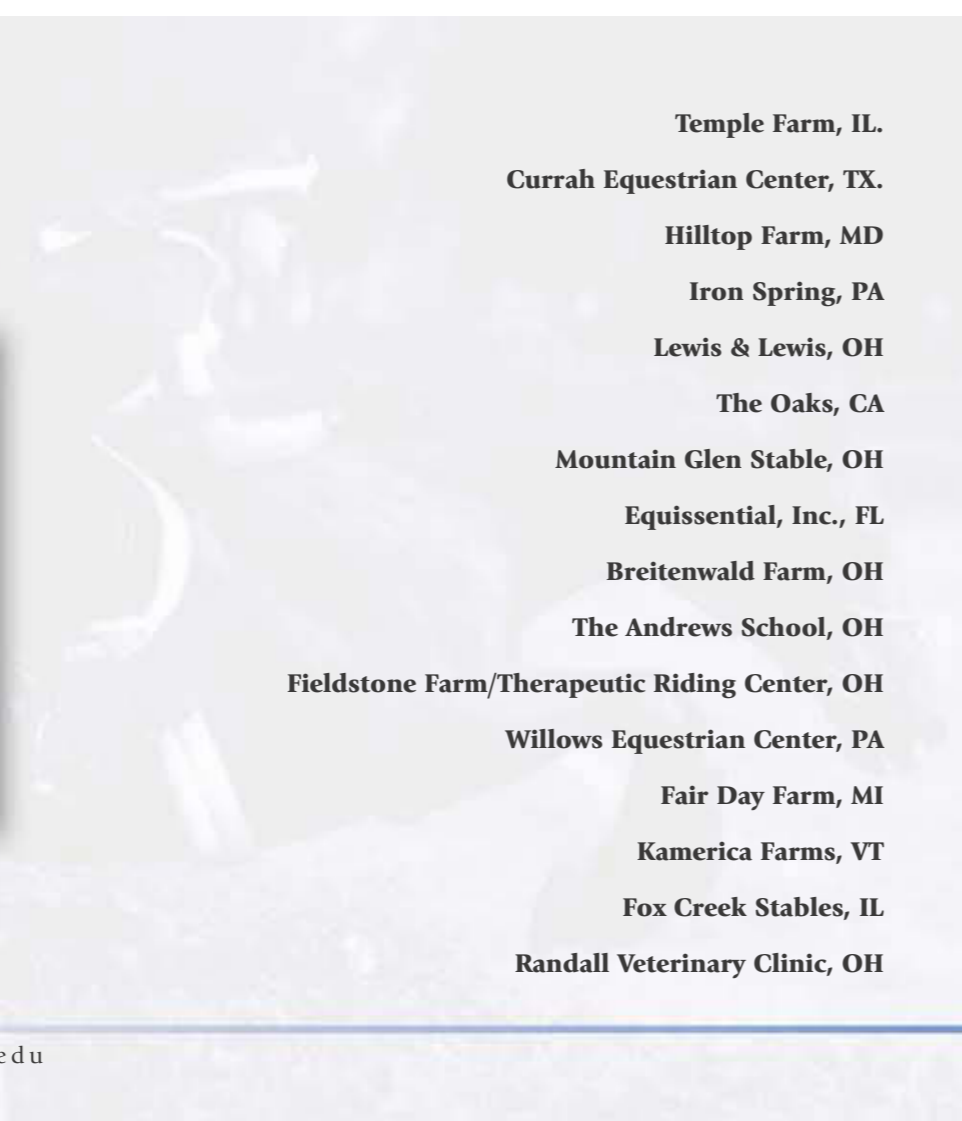 Temple Farm, IL.
Currah Equestrian Center, TX.
Hilltop Farm, MD
Iron Spring, PA
Lewis & Lewis, OH
The Oaks, CA
Mountain Glen Stable, OH
Equissential, Inc., FL
Breitenwald Farm, OH
The Andrews School, OH
Fieldstone Farm/Therapeutic Riding Center, OH
Willows Equestrian Center, PA
Fair Day Farm, MI
Kamerica Farms, VT
Fox Creek Stables, IL
Randall Veterinary Clinic, OH
edu